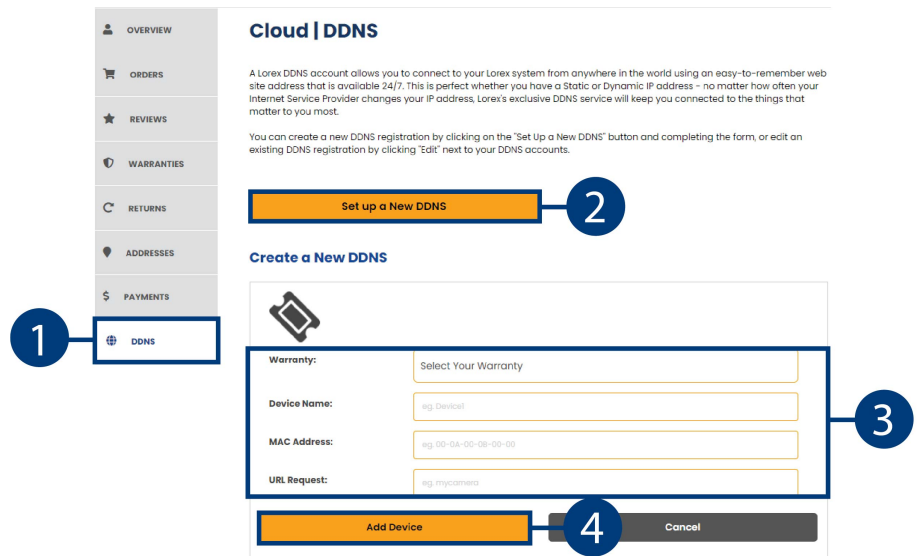 OVERVIEW
ORDERS
REVIEWS
WARRANTIES
RETURNS
ADDRESSES
$ PAYMENTS
1
DDNS
Cloud | DDNS
A Lorex DDNS account allows you to connect to your Lorex system from anywhere in the world using an easy-to-remember web
site address that is available 24/7. This is perfect whether you have a Static or Dynamic IP address - no matter how often your
Internet Service Provider changes your IP address, Lorex's exclusive DDNS service will keep you connected to the things that
matter to you most.
You can create a new DDNS registration by clicking on the "Set Up a New DDNS" button and completing the form, or edit an
existing DDNS registration by clicking "Edit" next to your DDNS accounts.
Set up a New DDNS
2
Create a New DDNS
Warranty:
Select Your Warranty
Device Name:
eg. Device1
MAC Address:
eg. 00-0A-00-0B-00-00
URL Request:
eg. mycamera
3
Add Device
4
Cancel